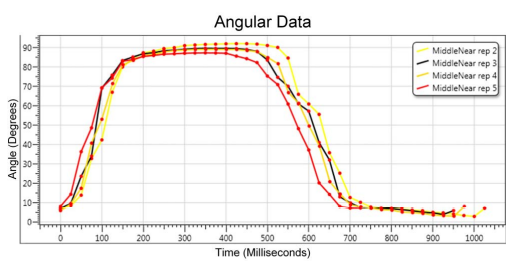 Angular Data
90
80
70
60
50
40
30
20
10
0
Angle (Degrees)
MiddleNear rep 2
MiddleNear rep 3
MiddleNear rep 4
MiddleNear rep 5
0 100 200 300 400 500 600 700 800 900 1000
Time (Milliseconds)